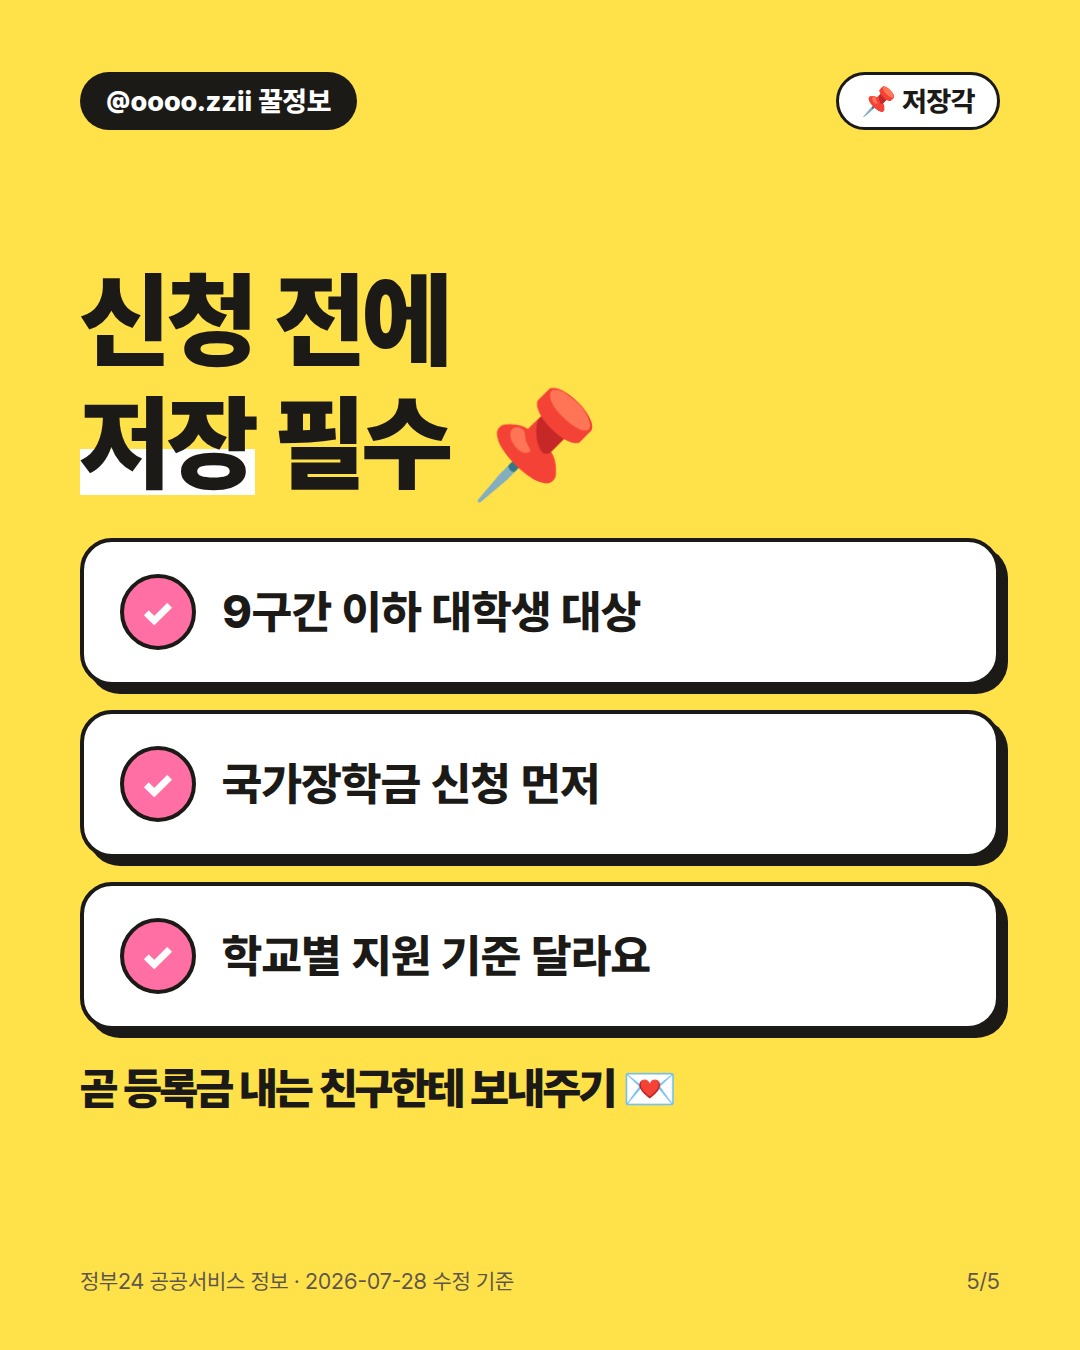 @oooo.zzii 꿀정보
📌 저장각
신청 전에
저장 필수 📌
9구간 이하 대학생 대상
국가장학금 신청 먼저
학교별 지원 기준 달라요
곧 등록금 내는 친구한테 보내주기 💌
정부24 공공서비스 정보 · 2026-07-28 수정 기준
5/5